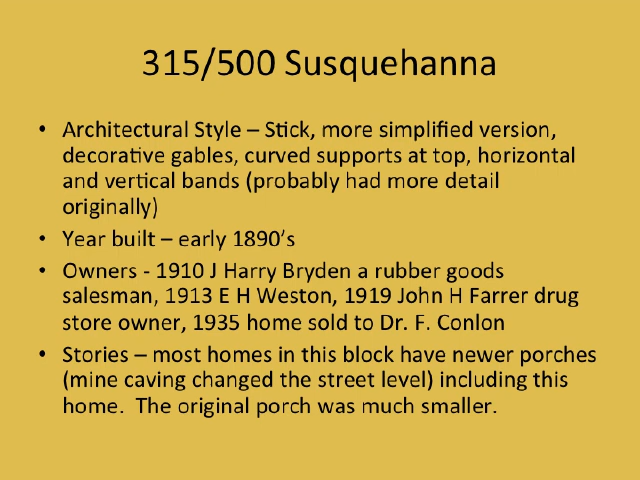 315/500 Susquehanna
• Architectural Style – Stick, more simplified version,
decorative gables, curved supports at top, horizontal
and vertical bands (probably had more detail
originally)
• Year built – early 1890’s
• Owners - 1910 J Harry Bryden a rubber goods
salesman, 1913 E H Weston, 1919 John H Farrer drug
store owner, 1935 home sold to Dr. F. Conlon
• Stories – most homes in this block have newer porches
(mine caving changed the street level) including this
home.  The original porch was much smaller.